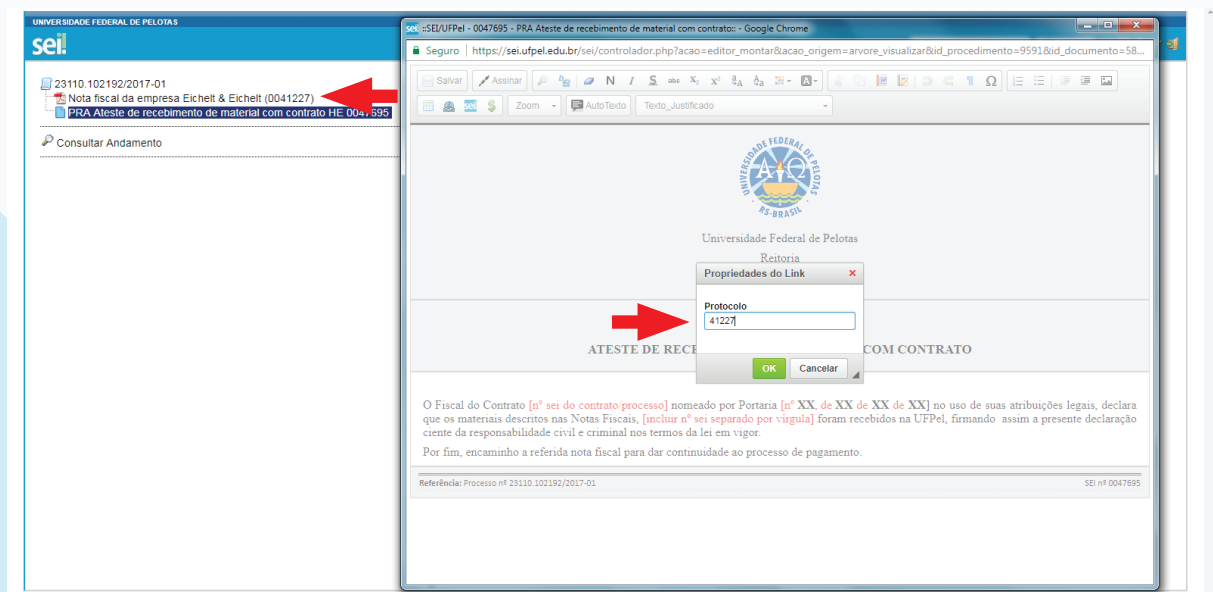 UNIVERSIDADE FEDERAL DE PELOTAS
sei!
23110.102192/2017-01
Nota fiscal da empresa Eichelt & Eichelt (0041227)
PRA Ateste de recebimento de material com contrato HE 0047695
Consultar Andamento
sei ::SEI/UFPel - 0047695 - PRA Ateste de recebimento de material com contrato:: - Google Chrome
Seguro | https://sei.ufpel.edu.br/sei/controlador.php?acao=editor_montar&acao_origem=arvore_visualizar&id_procedimento=9591&id_documento=58...
Salvar Assinar N I S abc X₂ X² Ω
sei $ Zoom AutoTexto Texto_Justificado
UNIVERSIDADE FEDERAL DE PELOTAS
RS-BRASIL
Universidade Federal de Pelotas
Reitoria
Propriedades do Link
Protocolo
41227
ATESTE DE RECE COM CONTRATO
OK Cancelar
O Fiscal do Contrato [nº sei do contrato/processo] nomeado por Portaria [nº XX, de XX de XX de XX] no uso de suas atribuições legais, declara
que os materiais descritos nas Notas Fiscais, [incluir nº sei separado por vírgula] foram recebidos na UFPel, firmando assim a presente declaração
ciente da responsabilidade civil e criminal nos termos da lei em vigor.
Por fim, encaminho a referida nota fiscal para dar continuidade ao processo de pagamento.
Referência: Processo nº 23110.102192/2017-01 SEI nº 0047695